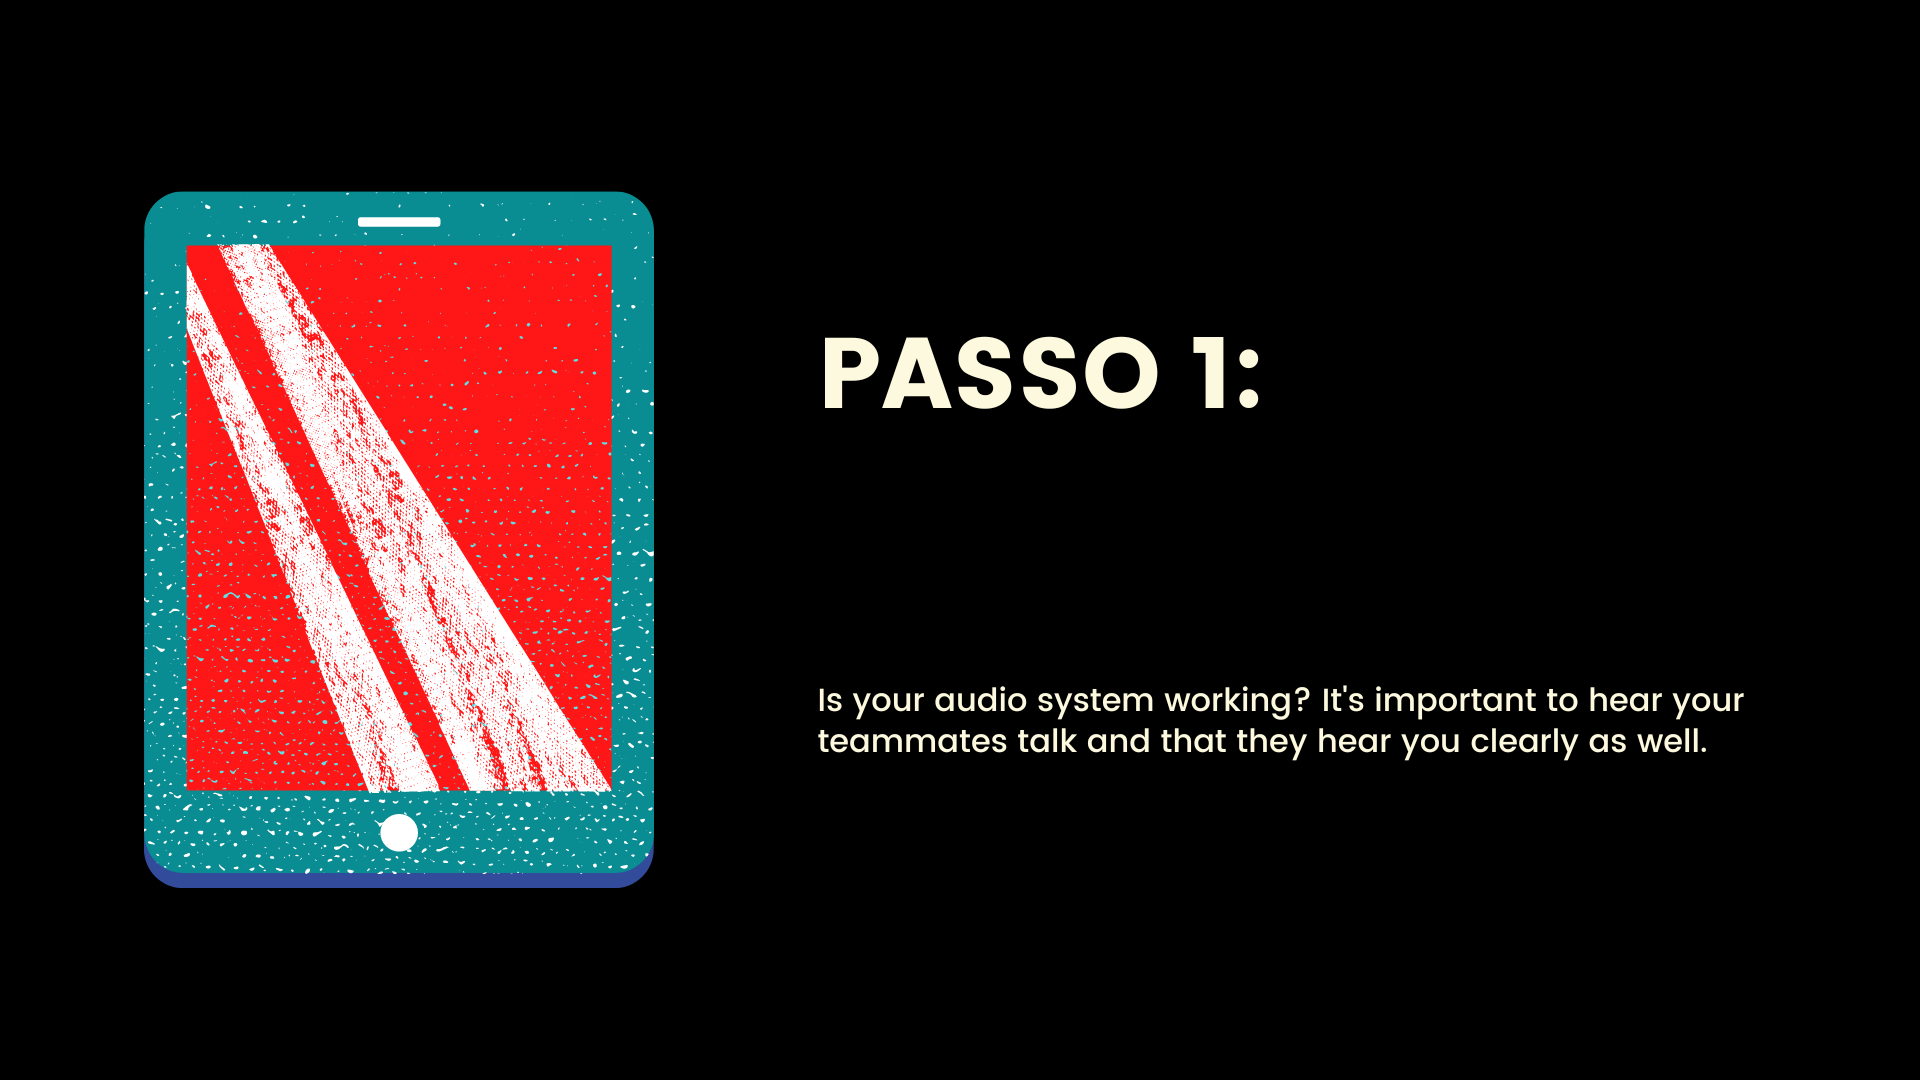 PASSO 1:
Is your audio system working? It's important to hear your
teammates talk and that they hear you clearly as well.